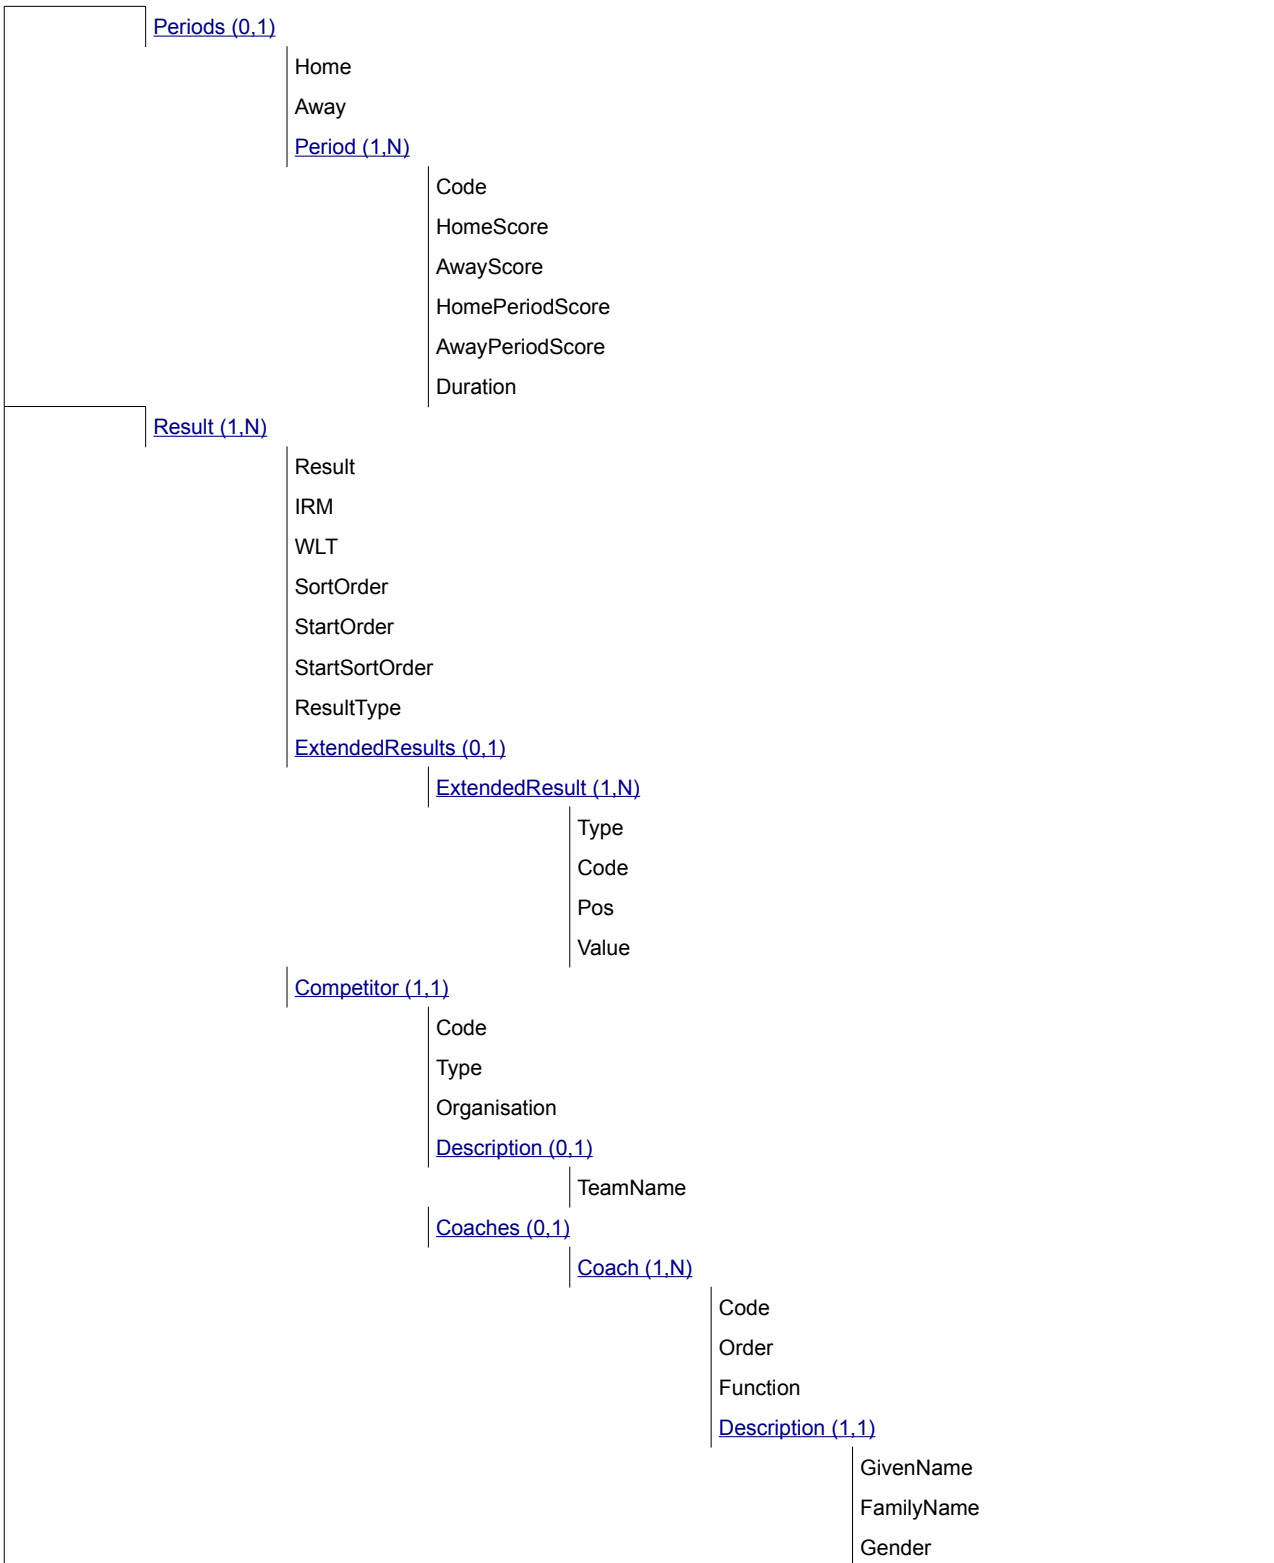 Periods (0,1)
Home
Away
Period (1,N)
Code
HomeScore
AwayScore
HomePeriodScore
AwayPeriodScore
Duration
Result (1,N)
Result
IRM
WLT
SortOrder
StartOrder
StartSortOrder
ResultType
ExtendedResults (0,1)
ExtendedResult (1,N)
Type
Code
Pos
Value
Competitor (1,1)
Code
Type
Organisation
Description (0,1)
TeamName
Coaches (0,1)
Coach (1,N)
Code
Order
Function
Description (1,1)
GivenName
FamilyName
Gender